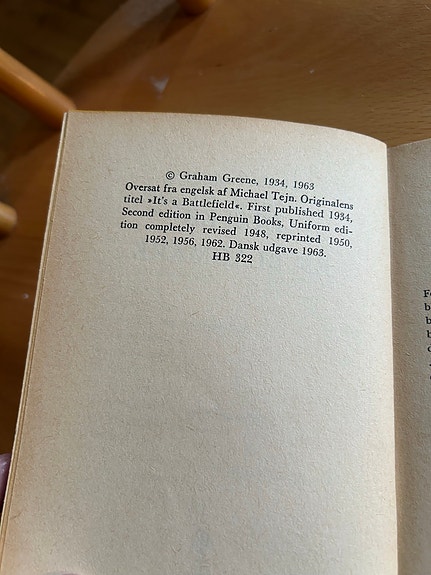 © Graham Greene, 1934, 1963
Oversat fra engelsk af Michael Tejn. Originalens
titel »It's a Battlefield«. First published 1934,
Second edition in Penguin Books, Uniform edi-
tion completely revised 1948, reprinted 1950,
1952, 1956, 1962. Dansk udgave 1963.
HB 322